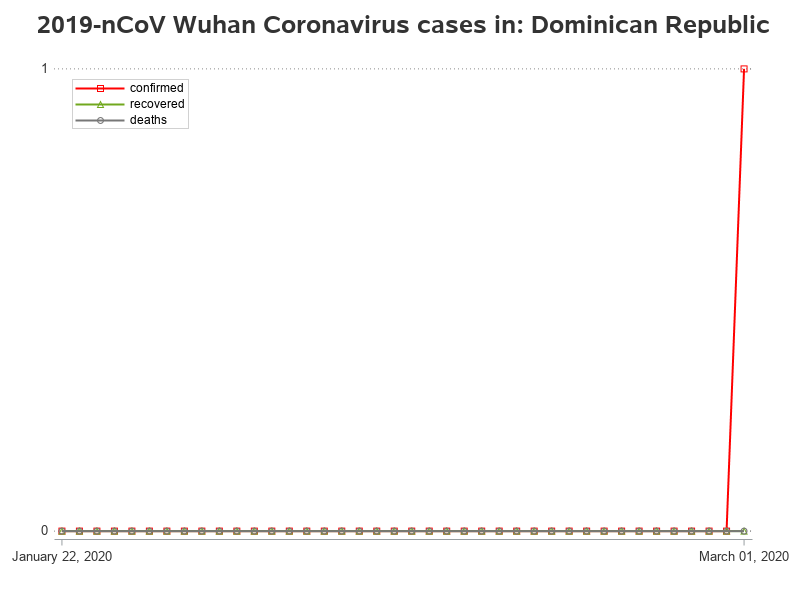 2019-nCoV Wuhan Coronavirus cases in: Dominican Republic
1
confirmed
recovered
deaths
0
January 22, 2020
March 01, 2020